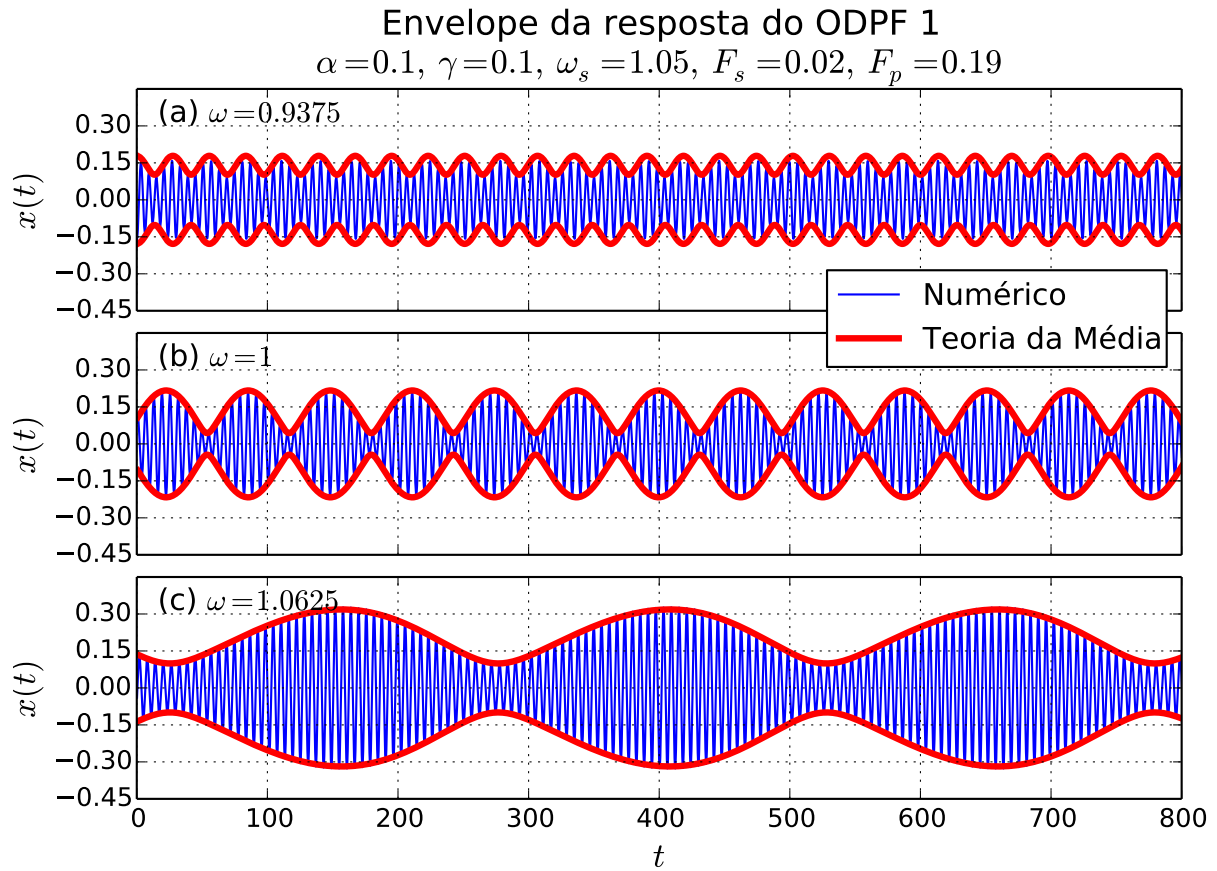 Envelope da resposta do ODPF 1
α=0.1, γ=0.1, ω_s=1.05, F_s=0.02, F_p=0.19
(a) ω=0.9375
0.30
0.15
0.00
−0.15
−0.30
−0.45
x(t)
Numérico
Teoria da Média
(b) ω=1
0.30
0.15
0.00
−0.15
−0.30
−0.45
x(t)
(c) ω=1.0625
0.30
0.15
0.00
−0.15
−0.30
−0.45
x(t)
0 100 200 300 400 500 600 700 800
t